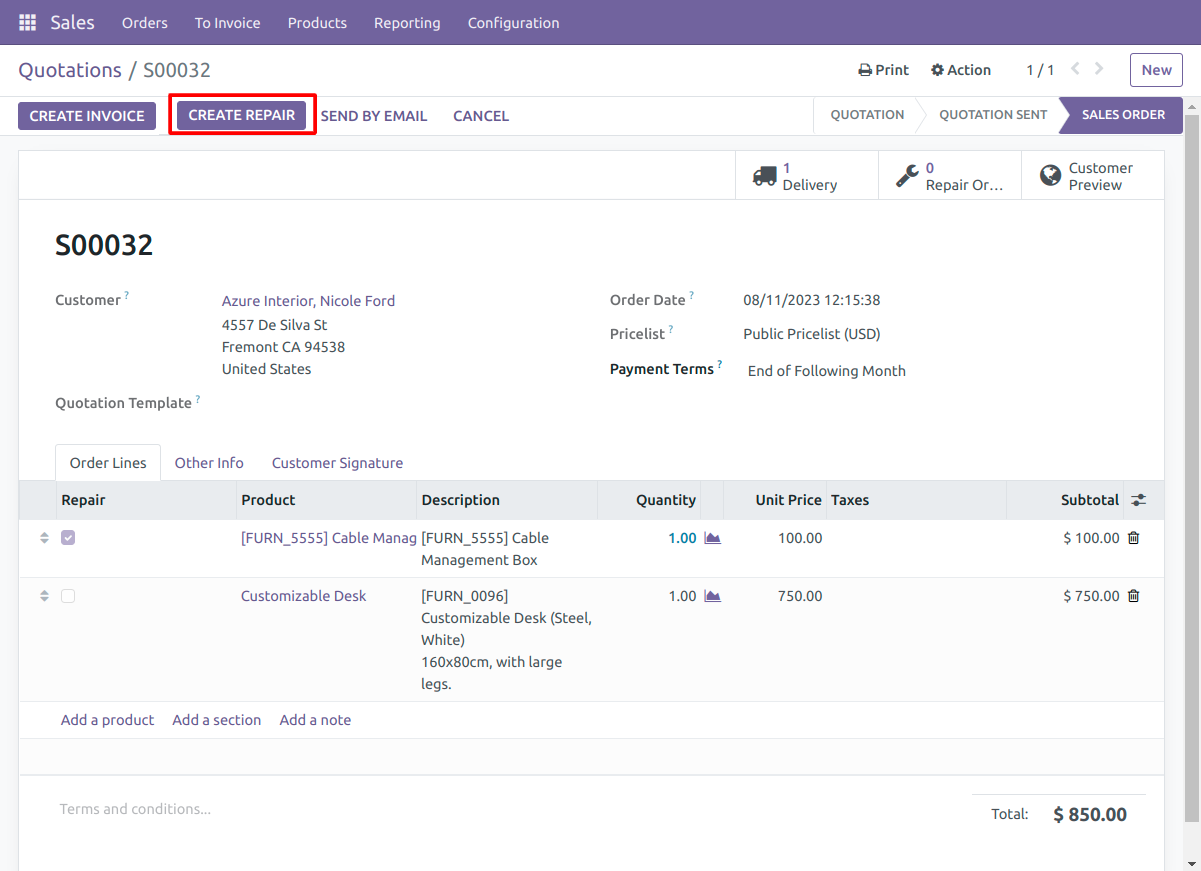 Sales Orders To Invoice Products Reporting Configuration
Quotations / S00032 Print Action 1 / 1 New
CREATE INVOICE CREATE REPAIR SEND BY EMAIL CANCEL QUOTATION QUOTATION SENT SALES ORDER
1
Delivery
0
Repair Or...
Customer
Preview
S00032
Customer ? Azure Interior, Nicole Ford
4557 De Silva St
Fremont CA 94538
United States
Quotation Template ?
Order Date ? 08/11/2023 12:15:38
Pricelist ? Public Pricelist (USD)
Payment Terms ? End of Following Month
Order Lines Other Info Customer Signature
Repair Product Description Quantity Unit Price Taxes Subtotal
[FURN_5555] Cable Manag [FURN_5555] Cable 1.00 100.00 $ 100.00
Management Box
Customizable Desk [FURN_0096] 1.00 750.00 $ 750.00
Customizable Desk (Steel,
White)
160x80cm, with large
legs.
Add a product Add a section Add a note
Terms and conditions...
Total: $ 850.00